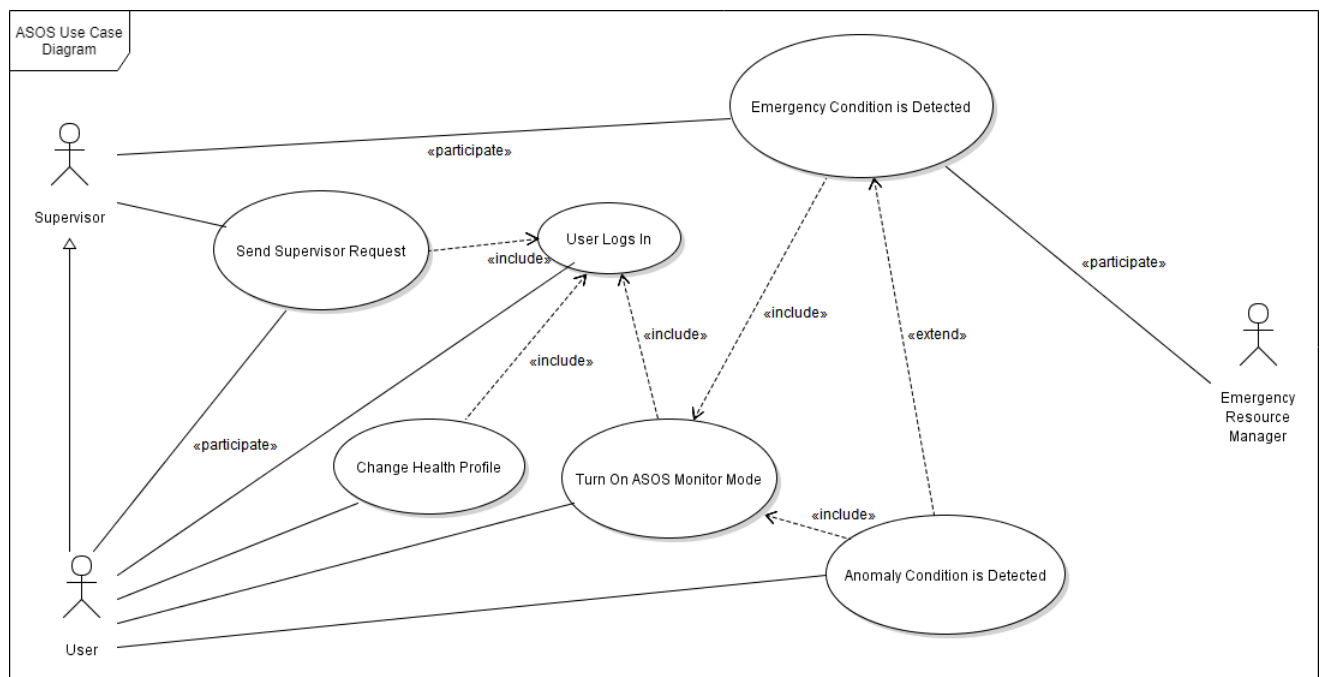 ASOS Use Case
Diagram
Emergency Condition is Detected
«participate»
Supervisor
Send Supervisor Request
User Logs In
«include»
«participate»
«include»
«include»
«extend»
«include»
Emergency
Resource
Manager
«participate»
Change Health Profile
Turn On ASOS Monitor Mode
«include»
Anomaly Condition is Detected
User